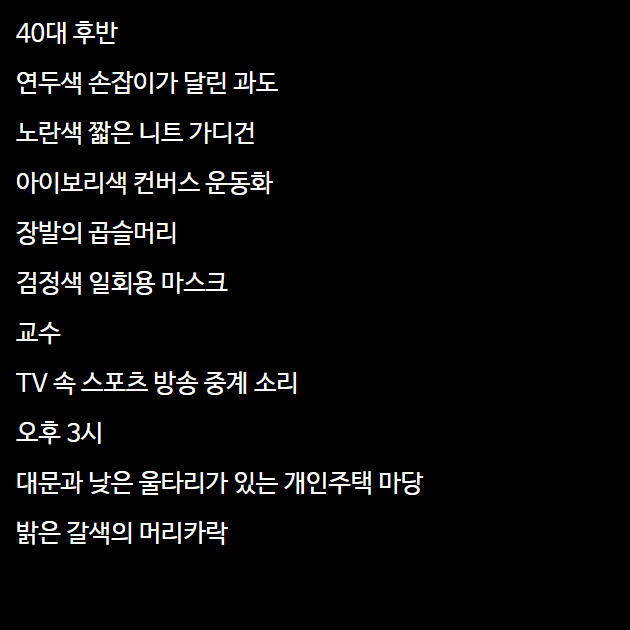 40대 후반
연두색 손잡이가 달린 과도
노란색 짧은 니트 가디건
아이보리색 컨버스 운동화
장발의 곱슬머리
검정색 일회용 마스크
교수
TV 속 스포츠 방송 중계 소리
오후 3시
대문과 낮은 울타리가 있는 개인주택 마당
밝은 갈색의 머리카락